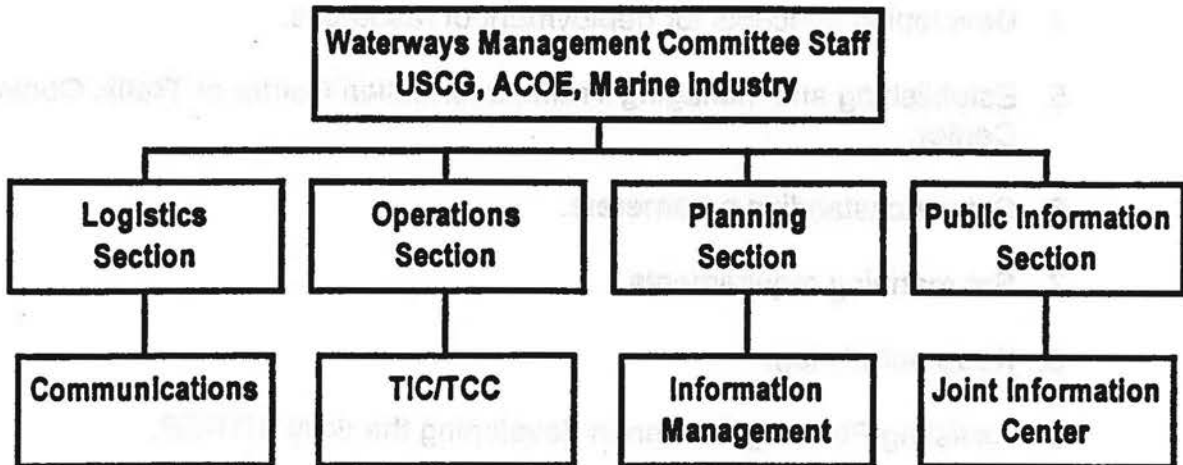 Waterways Management Committee Staff
USCG, ACOE, Marine Industry
Logistics
Section
Operations
Section
Planning
Section
Public Information
Section
Communications
TIC/TCC
Information
Management
Joint Information
Center